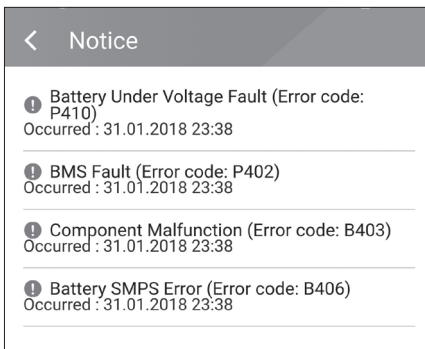 Notice
Battery Under Voltage Fault (Error code:
P410)
Occurred : 31.01.2018 23:38
BMS Fault (Error code: P402)
Occurred : 31.01.2018 23:38
Component Malfunction (Error code: B403)
Occurred : 31.01.2018 23:38
Battery SMPS Error (Error code: B406)
Occurred : 31.01.2018 23:38